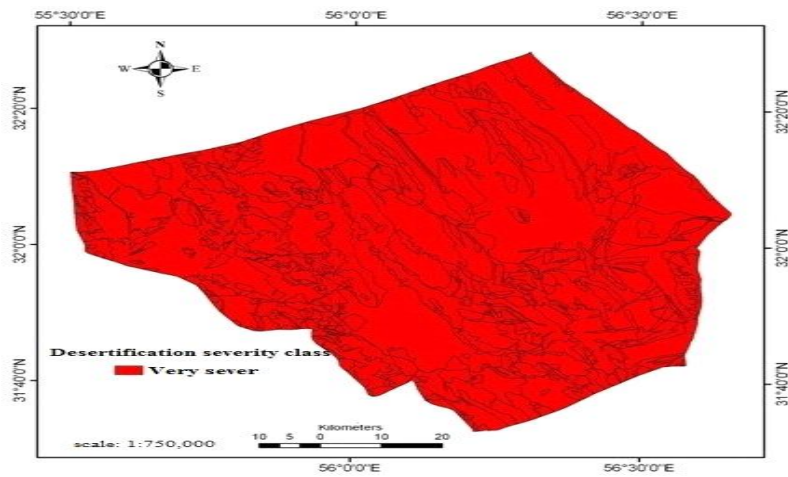 55°30'0"E 56°0'0"E 56°30'0"E
N
W E
S
32°20'0"N 32°20'0"N
32°0'0"N 32°0'0"N
31°40'0"N 31°40'0"N
Desertification severity class
Very sever
Kilometers
10 5 0 10 20
scale: 1:750,000
56°0'0"E 56°30'0"E